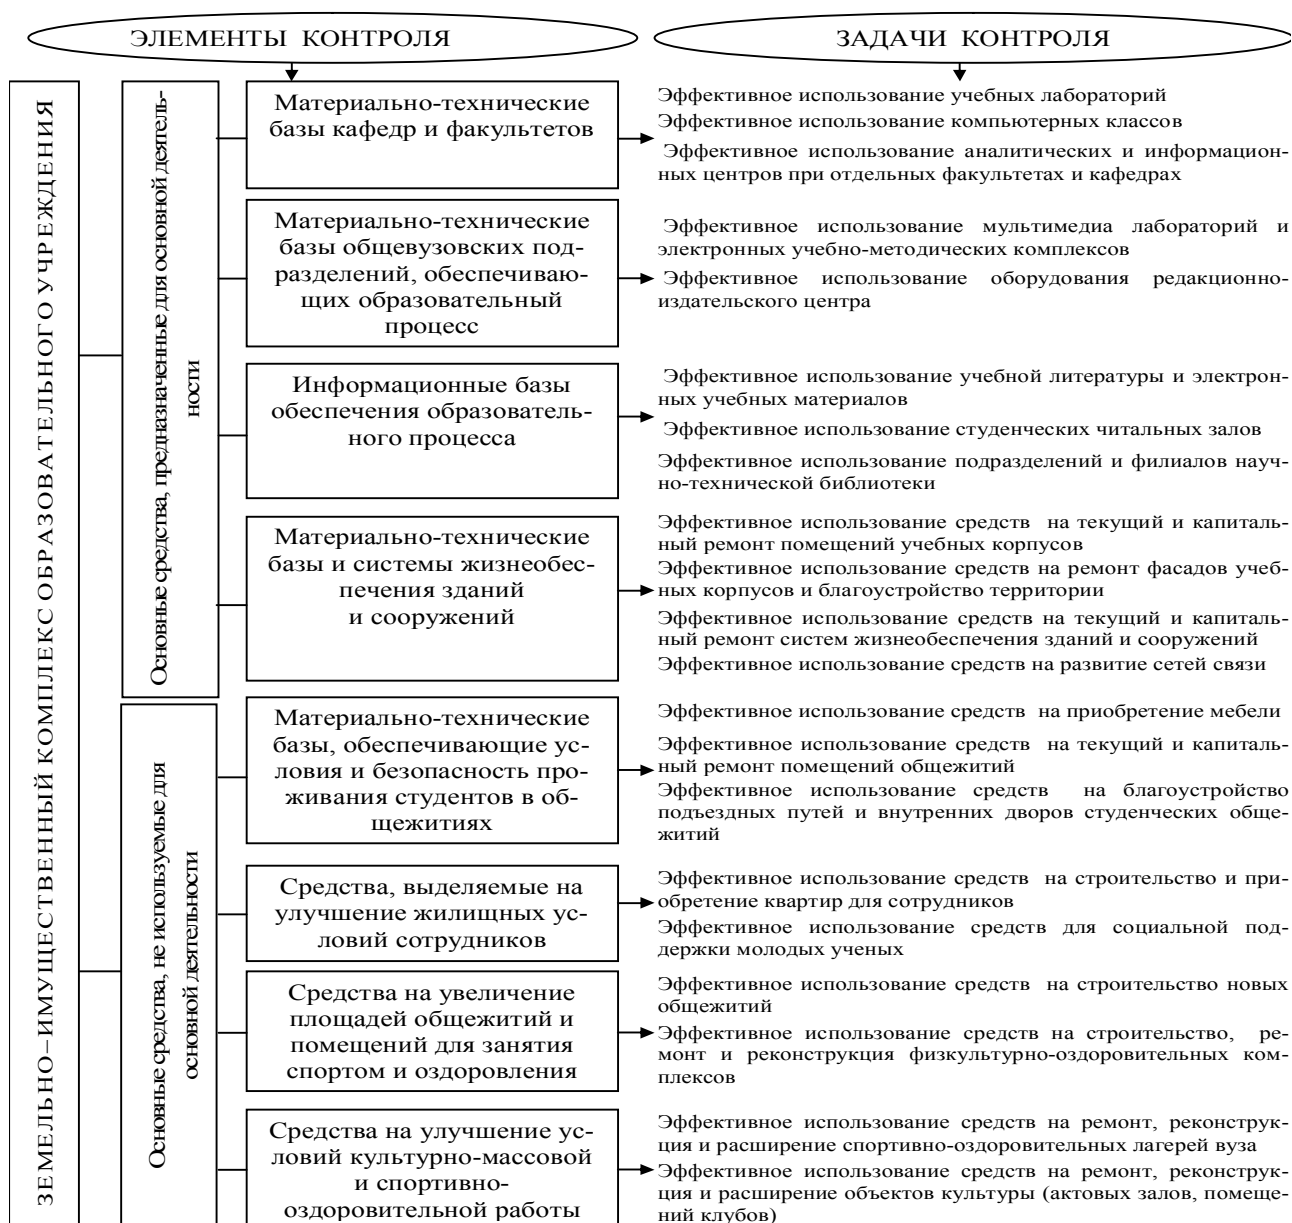 ЭЛЕМЕНТЫ КОНТРОЛЯ
ЗАДАЧИ КОНТРОЛЯ
ЗЕМЕЛЬНО–ИМУЩЕСТВЕННЫЙ КОМПЛЕКС ОБРАЗОВАТЕЛЬНОГО УЧРЕЖДЕНИЯ
Основные средства, предназначенные для основной деятель-
ности
Материально-технические
базы кафедр и факультетов
Эффективное использование учебных лабораторий
Эффективное использование компьютерных классов
Эффективное использование аналитических и информацион-
ных центров при отдельных факультетах и кафедрах
Материально-технические
базы общевузовских под-
разделений, обеспечиваю-
щих образовательный
процесс
Эффективное использование мультимедиа лабораторий и
электронных учебно-методических комплексов
Эффективное использование оборудования редакционно-
издательского центра
Информационные базы
обеспечения образователь-
ного процесса
Эффективное использование учебной литературы и электрон-
ных учебных материалов
Эффективное использование студенческих читальных залов
Эффективное использование подразделений и филиалов науч-
но-технической библиотеки
Материально-технические
базы и системы жизнеобес-
печения зданий
и сооружений
Эффективное использование средств на текущий и капиталь-
ный ремонт помещений учебных корпусов
Эффективное использование средств на ремонт фасадов учеб-
ных корпусов и благоустройство территории
Эффективное использование средств на текущий и капиталь-
ный ремонт систем жизнеобеспечения зданий и сооружений
Эффективное использование средств на развитие сетей связи
Основные средства, не используемые для
основной деятельности
Материально-технические
базы, обеспечивающие ус-
ловия и безопасность про-
живания студентов в об-
щежитиях
Эффективное использование средств на приобретение мебели
Эффективное использование средств на текущий и капиталь-
ный ремонт помещений общежитий
Эффективное использование средств на благоустройство
подъездных путей и внутренних дворов студенческих обще-
житий
Средства, выделяемые на
улучшение жилищных ус-
ловий сотрудников
Эффективное использование средств на строительство и при-
обретение квартир для сотрудников
Эффективное использование средств для социальной под-
держки молодых ученых
Средства на увеличение
площадей общежитий и
помещений для занятия
спортом и оздоровления
Эффективное использование средств на строительство новых
общежитий
Эффективное использование средств на строительство, ре-
монт и реконструкция физкультурно-оздоровительных ком-
плексов
Средства на улучшение ус-
ловий культурно-массовой
и спортивно-
оздоровительной работы
Эффективное использование средств на ремонт, реконструк-
ция и расширение спортивно-оздоровительных лагерей вуза
Эффективное использование средств на ремонт, реконструк-
ция и расширение объектов культуры (актовых залов, помеще-
ний клубов)